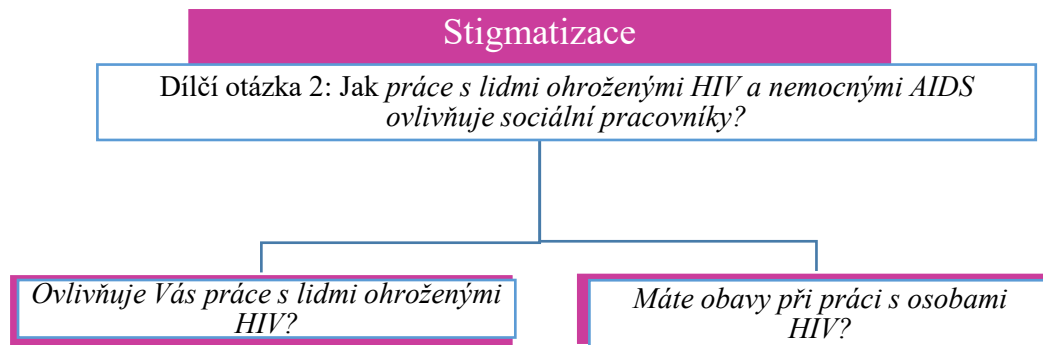 Stigmatizace
Dílčí otázka 2: Jak práce s lidmi ohroženými HIV a nemocnými AIDS
ovlivňuje sociální pracovníky?
Ovlivňuje Vás práce s lidmi ohroženými
HIV?
Máte obavy při práci s osobami
HIV?